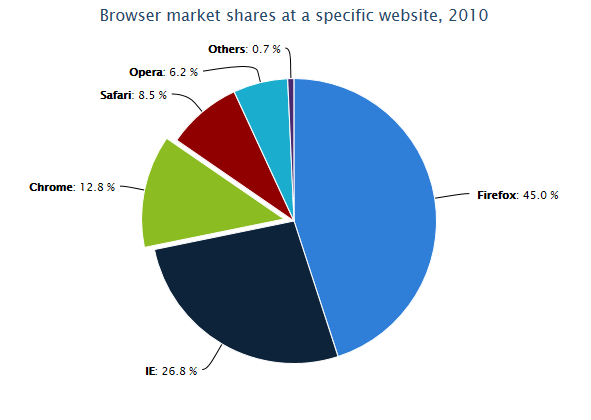 Browser market shares at a specific website, 2010
Others: 0.7 %
Opera: 6.2 %
Safari: 8.5 %
Chrome: 12.8 %
Firefox: 45.0 %
IE: 26.8 %